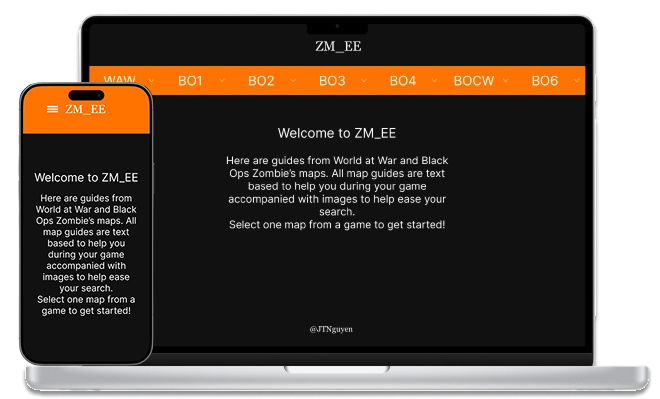 ZM_EE
WAW BO1 BO2 BO3 BO4 BOCW BO6
Welcome to ZM_EE
Here are guides from World at War and Black
Ops Zombie's maps. All map guides are text
based to help you during your game
accompanied with images to help ease your
search.
Select one map from a game to get started!
@JTNguyen
ZM_EE
Welcome to ZM_EE
Here are guides from
World at War and Black
Ops Zombie's maps. All
map guides are text
based to help you
during your game
accompanied with
images to help ease
your search.
Select one map from a
game to get started!